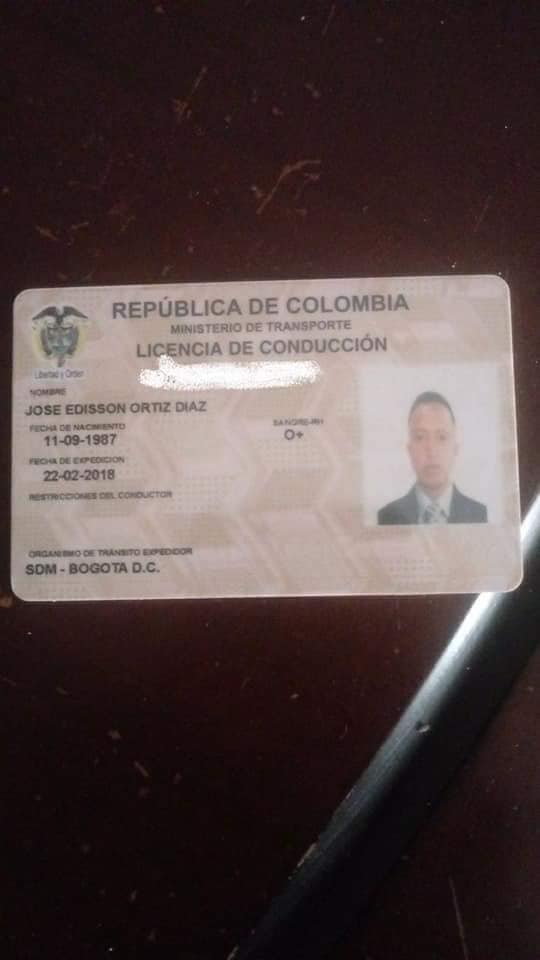 REPÚBLICA DE COLOMBIA
MINISTERIO DE TRANSPORTE
LICENCIA DE CONDUCCIÓN
Libertad y Orden
NOMBRE
JOSE EDISSON ORTIZ DIAZ
FECHA DE NACIMIENTO
11-09-1987
SANGRE-RH
O+
FECHA DE EXPEDICION
22-02-2018
RESTRICCIONES DEL CONDUCTOR
ORGANISMO DE TRÁNSITO EXPEDIDOR
SDM - BOGOTA D.C.